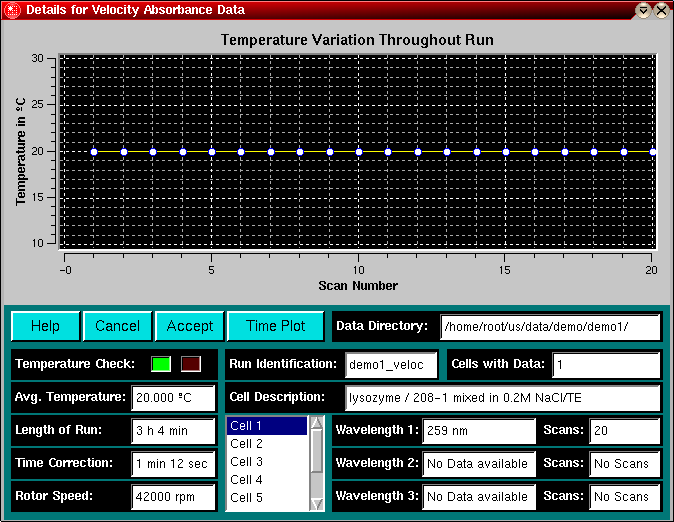 Details for Velocity Absorbance Data
Temperature Variation Throughout Run
Temperature in ºC
30
25
20
15
10
-0 5 10 15 20
Scan Number
Help Cancel Accept Time Plot Data Directory: /home/root/us/data/demo/demo1/
Temperature Check: Run Identification: demo1_veloc Cells with Data: 1
Avg. Temperature: 20.000 ºC Cell Description: lysozyme / 208-1 mixed in 0.2M NaCl/TE
Length of Run: 3 h 4 min Cell 1 Wavelength 1: 259 nm Scans: 20
Cell 2
Time Correction: 1 min 12 sec Cell 3 Wavelength 2: No Data available Scans: No Scans
Cell 4
Rotor Speed: 42000 rpm Cell 5 Wavelength 3: No Data available Scans: No Scans